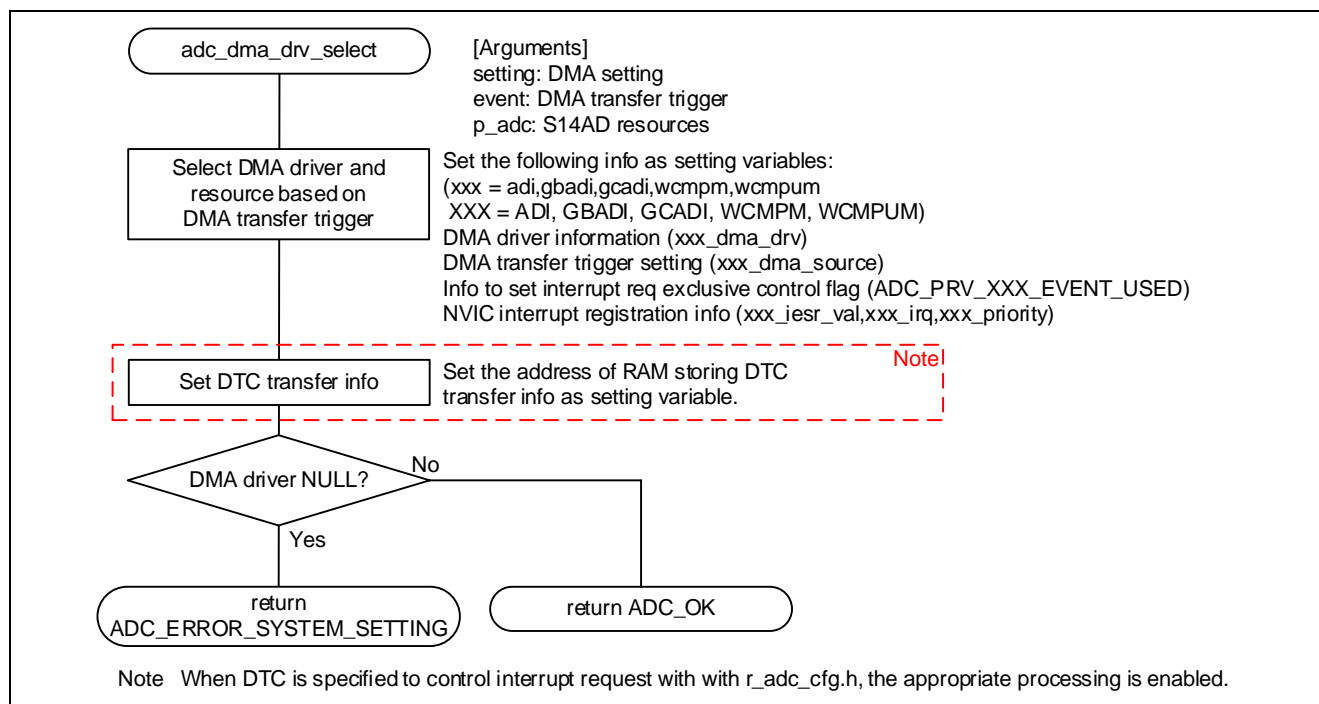 adc_dma_drv_select
[Arguments]
setting: DMA setting
event: DMA transfer trigger
p_adc: S14AD resources
Select DMA driver and
resource based on
DMA transfer trigger
Set the following info as setting variables:
(xxx = adi,gbadi,gcadi,wcmpm,wcmpum
XXX = ADI, GBADI, GCADI, WCMPM, WCMPUM)
DMA driver information (xxx_dma_drv)
DMA transfer trigger setting (xxx_dma_source)
Info to set interrupt req exclusive control flag (ADC_PRV_XXX_EVENT_USED)
NVIC interrupt registration info (xxx_iesr_val,xxx_irq,xxx_priority)
Note
Set DTC transfer info
Set the address of RAM storing DTC
transfer info as setting variable.
DMA driver NULL?
No
Yes
return
ADC_ERROR_SYSTEM_SETTING
return ADC_OK
Note When DTC is specified to control interrupt request with with r_adc_cfg.h, the appropriate processing is enabled.